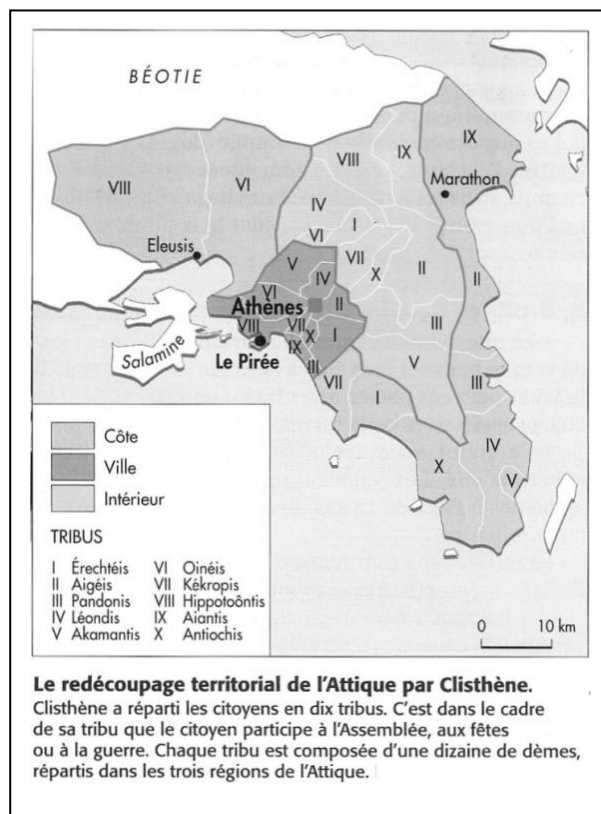 BÉOTIE
IX
VIII
IX
VIII
VI
Marathon
IV
I
Eleusis
VI
V
VII
II
IV
X
VI
II
Athènes
II
VIII
VII
III
X
I
Salamine
IX
Le Pirée
III
V
VII
III
I
IV
X
V
Côte
Ville
Intérieur
TRIBUS
I Érechtéis
II Aigéis
III Pandonis
IV Léondis
V Akamantis
VI Oinéis
VII Kékropis
VIII Hippotoôntis
IX Aiantis
X Antiochis
0 10 km
Le redécoupage territorial de l'Attique par Clisthène.
Clisthène a réparti les citoyens en dix tribus. C'est dans le cadre
de sa tribu que le citoyen participe à l'Assemblée, aux fêtes
ou à la guerre. Chaque tribu est composée d'une dizaine de dèmes,
répartis dans les trois régions de l'Attique.